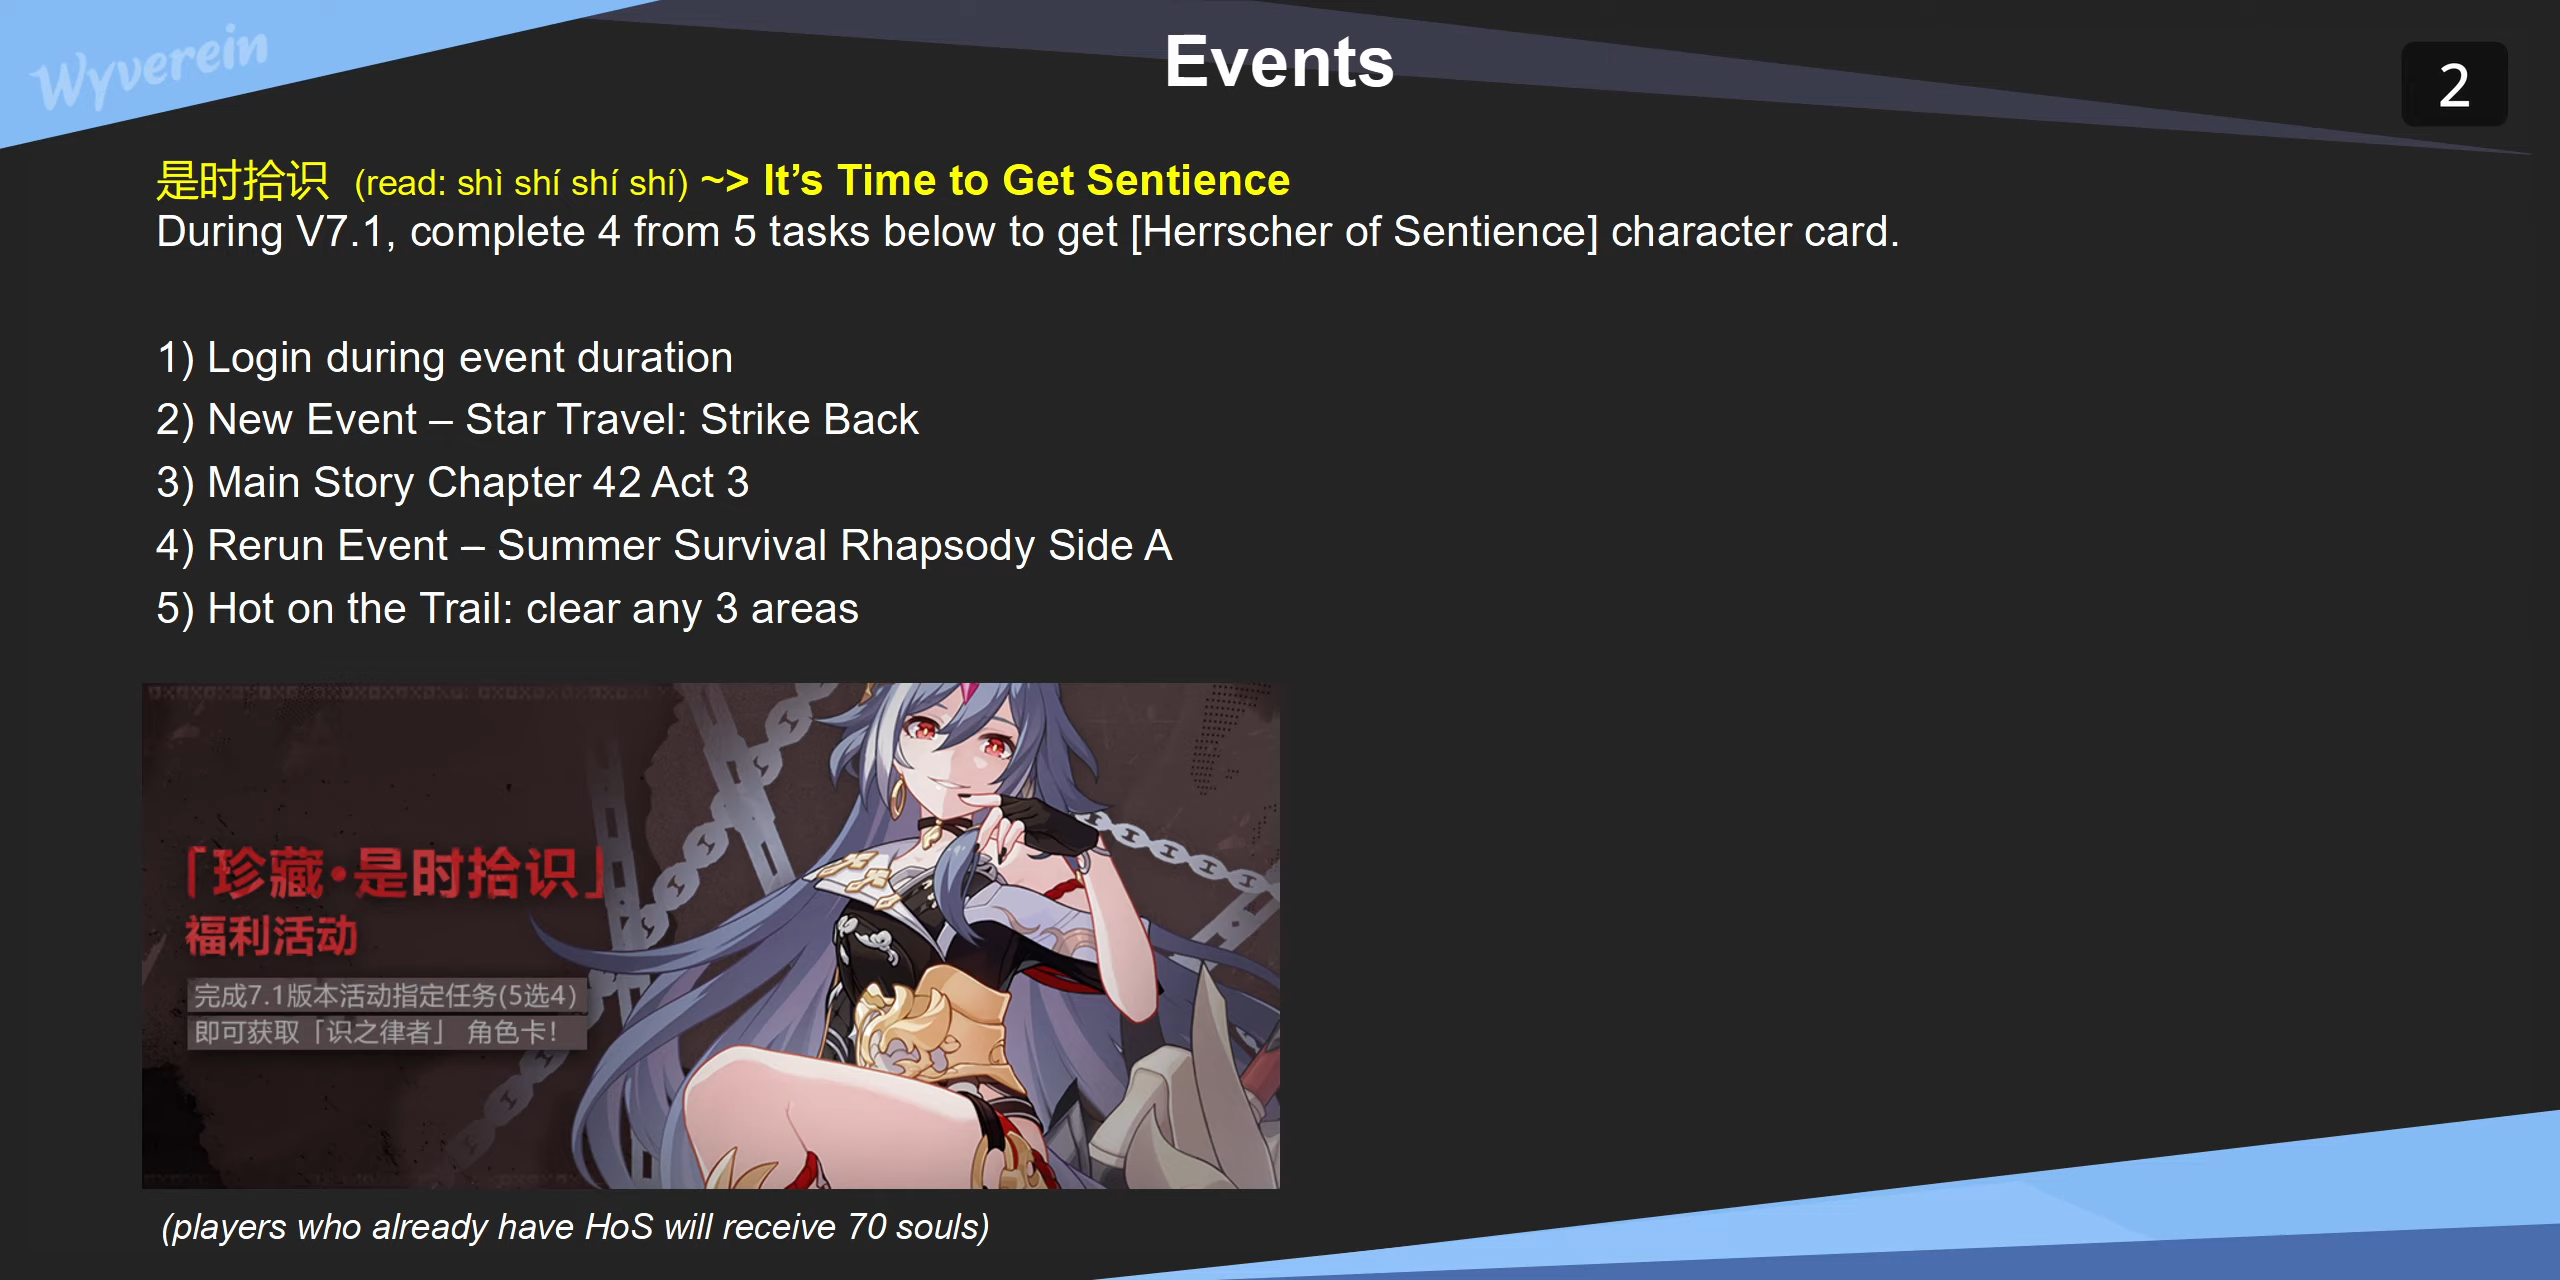 Wyverein
Events
2
是时拾识 (read: shì shí shí shí) ~> It’s Time to Get Sentience
During V7.1, complete 4 from 5 tasks below to get [Herrscher of Sentience] character card.
1) Login during event duration
2) New Event – Star Travel: Strike Back
3) Main Story Chapter 42 Act 3
4) Rerun Event – Summer Survival Rhapsody Side A
5) Hot on the Trail: clear any 3 areas
「珍藏•是时拾识」
福利活动
完成7.1版本活动指定任务(5选4)
即可获取「识之律者」 角色卡!
(players who already have HoS will receive 70 souls)